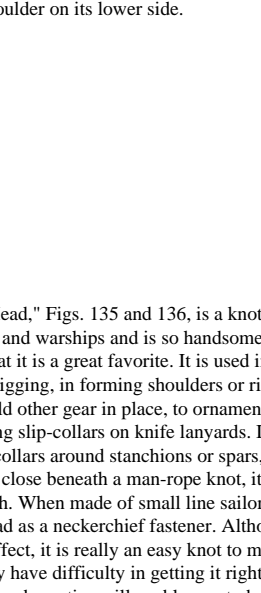 oulder on its lower side.
ead," Figs. 135 and 136, is a knot
and warships and is so handsome
at it is a great favorite. It is used i
igging, in forming shoulders or ri
ld other gear in place, to ornamen
ng slip-collars on knife lanyards. I
collars around stanchions or spars,
close beneath a man-rope knot, it
h. When made of small line sailor
ad as a neckerchief fastener. Altho
ffect, it is really an easy knot to m
y have difficulty in getting it right